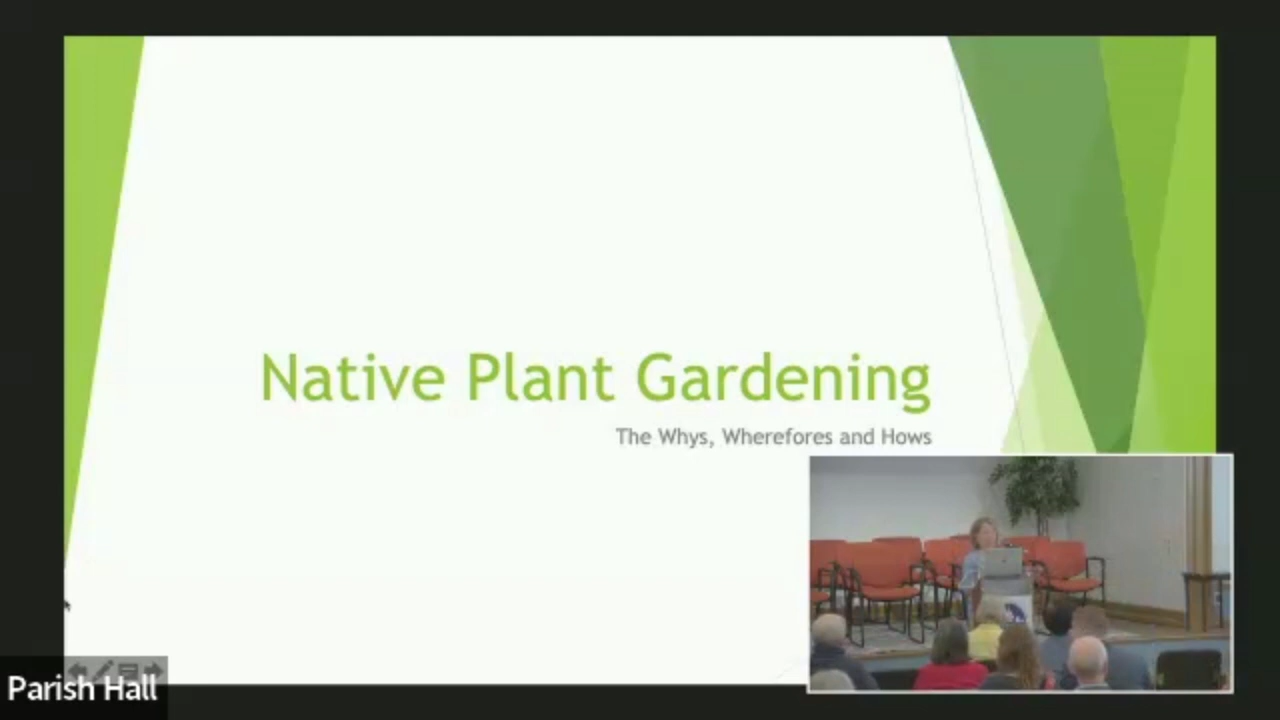 Native Plant Gardening
The Whys, Wherefores and Hows
Parish Hall